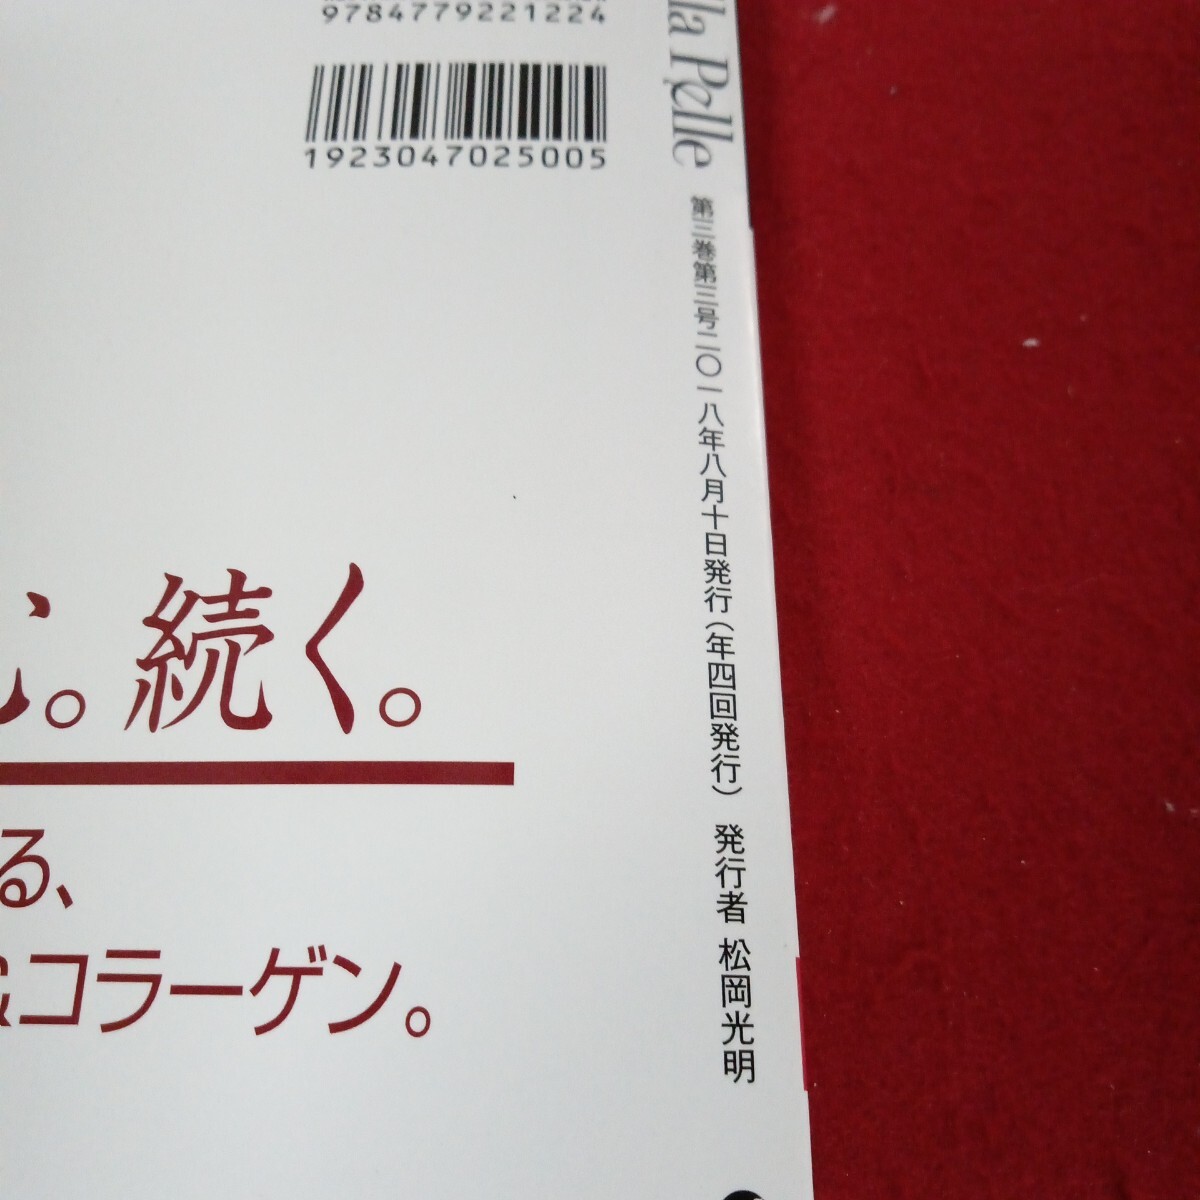 9784779221224
1923047025005
lla Pelle
第三巻第三号二〇一八年八月十日発行（年四回発行） 発行者 松岡光明
む。続く。
る、
&コラーゲン。